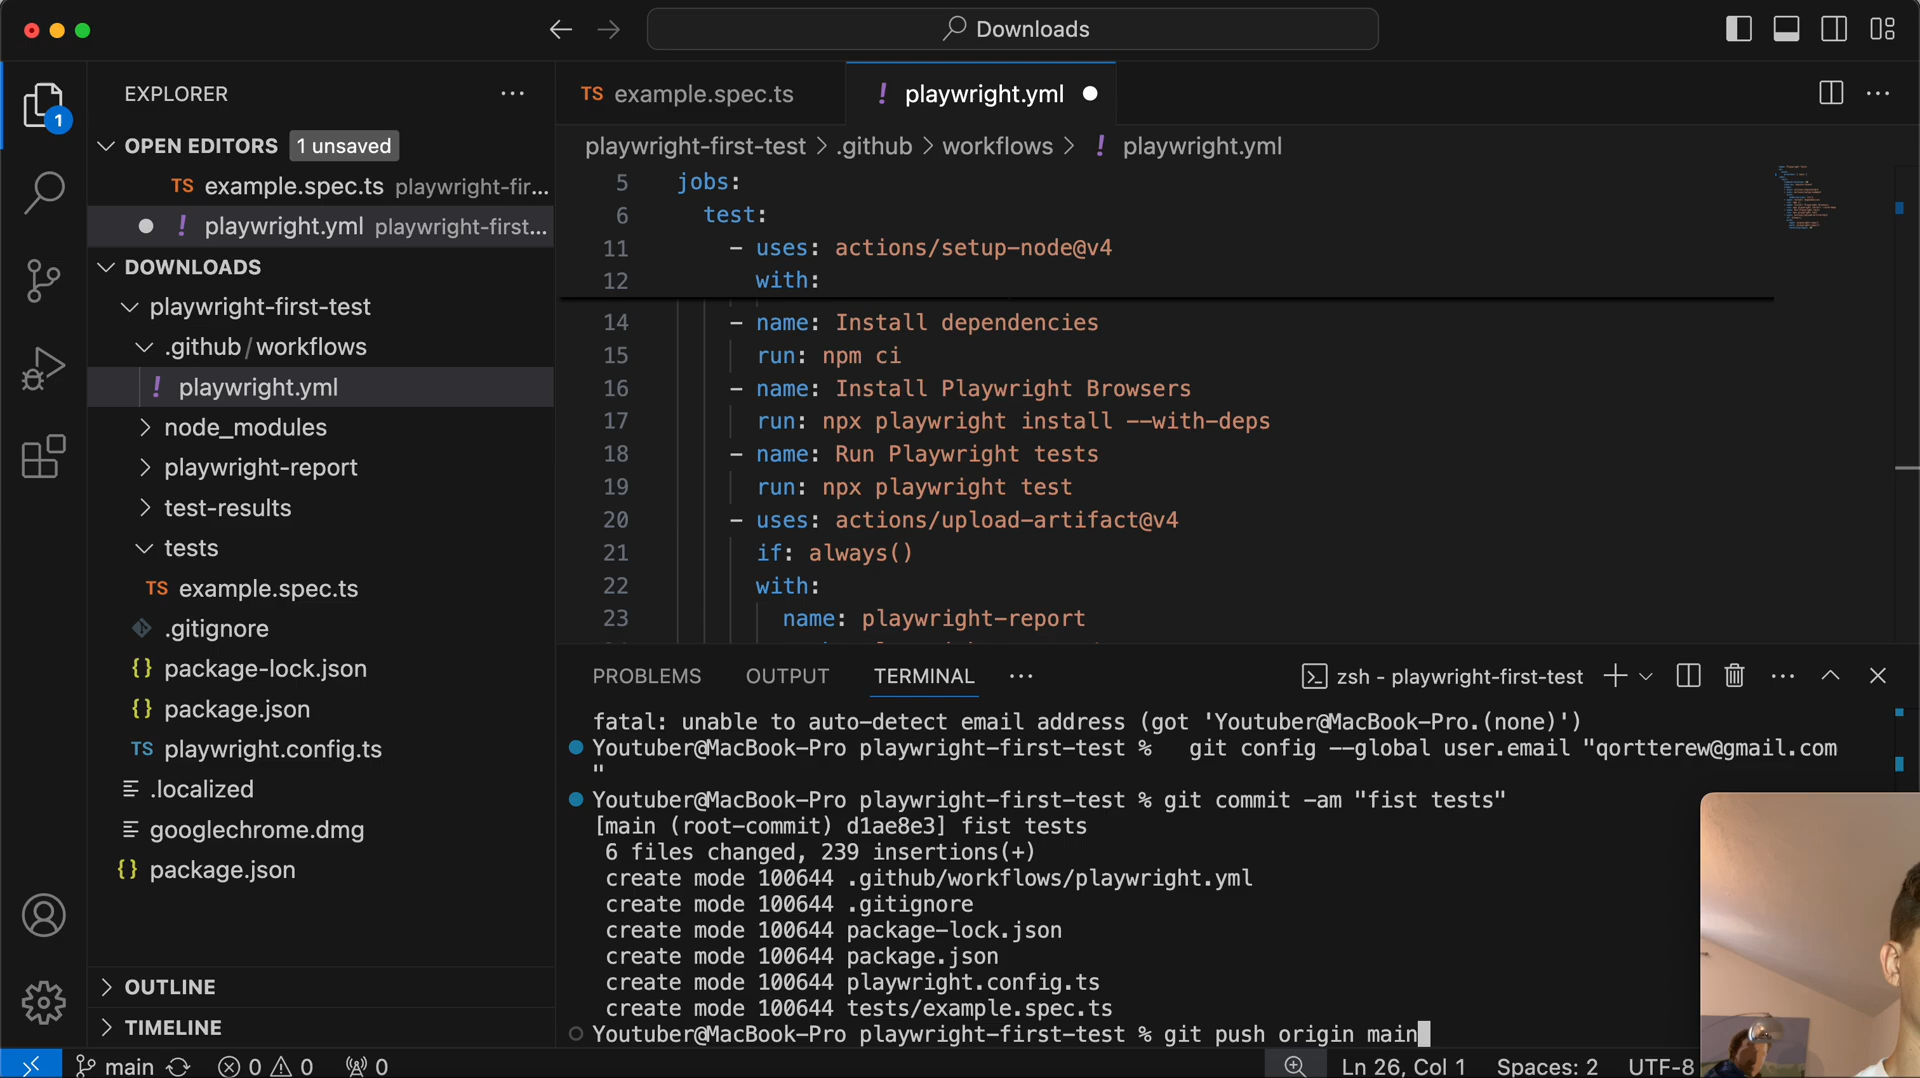 Downloads
EXPLORER
OPEN EDITORS 1 unsaved
TS example.spec.ts playwright-fir...
! playwright.yml playwright-first...
DOWNLOADS
playwright-first-test
.github/workflows
! playwright.yml
node_modules
playwright-report
test-results
tests
TS example.spec.ts
.gitignore
{} package-lock.json
{} package.json
TS playwright.config.ts
.localized
googlechrome.dmg
{} package.json
OUTLINE
TIMELINE
1
TS example.spec.ts
! playwright.yml
playwright-first-test > .github > workflows > ! playwright.yml
5 jobs:
6 test:
11 - uses: actions/setup-node@v4
12 with:
14 - name: Install dependencies
15 run: npm ci
16 - name: Install Playwright Browsers
17 run: npx playwright install --with-deps
18 - name: Run Playwright tests
19 run: npx playwright test
20 - uses: actions/upload-artifact@v4
21 if: always()
22 with:
23 name: playwright-report
PROBLEMS OUTPUT TERMINAL
zsh - playwright-first-test
fatal: unable to auto-detect email address (got 'Youtuber@MacBook-Pro.(none)')
Youtuber@MacBook-Pro playwright-first-test % git config --global user.email "qortterew@gmail.com
"
Youtuber@MacBook-Pro playwright-first-test % git commit -am "fist tests"
[main (root-commit) d1ae8e3] fist tests
6 files changed, 239 insertions(+)
create mode 100644 .github/workflows/playwright.yml
create mode 100644 .gitignore
create mode 100644 package-lock.json
create mode 100644 package.json
create mode 100644 playwright.config.ts
create mode 100644 tests/example.spec.ts
Youtuber@MacBook-Pro playwright-first-test % git push origin main
main 0 0 0
Ln 26, Col 1 Spaces: 2 UTF-8